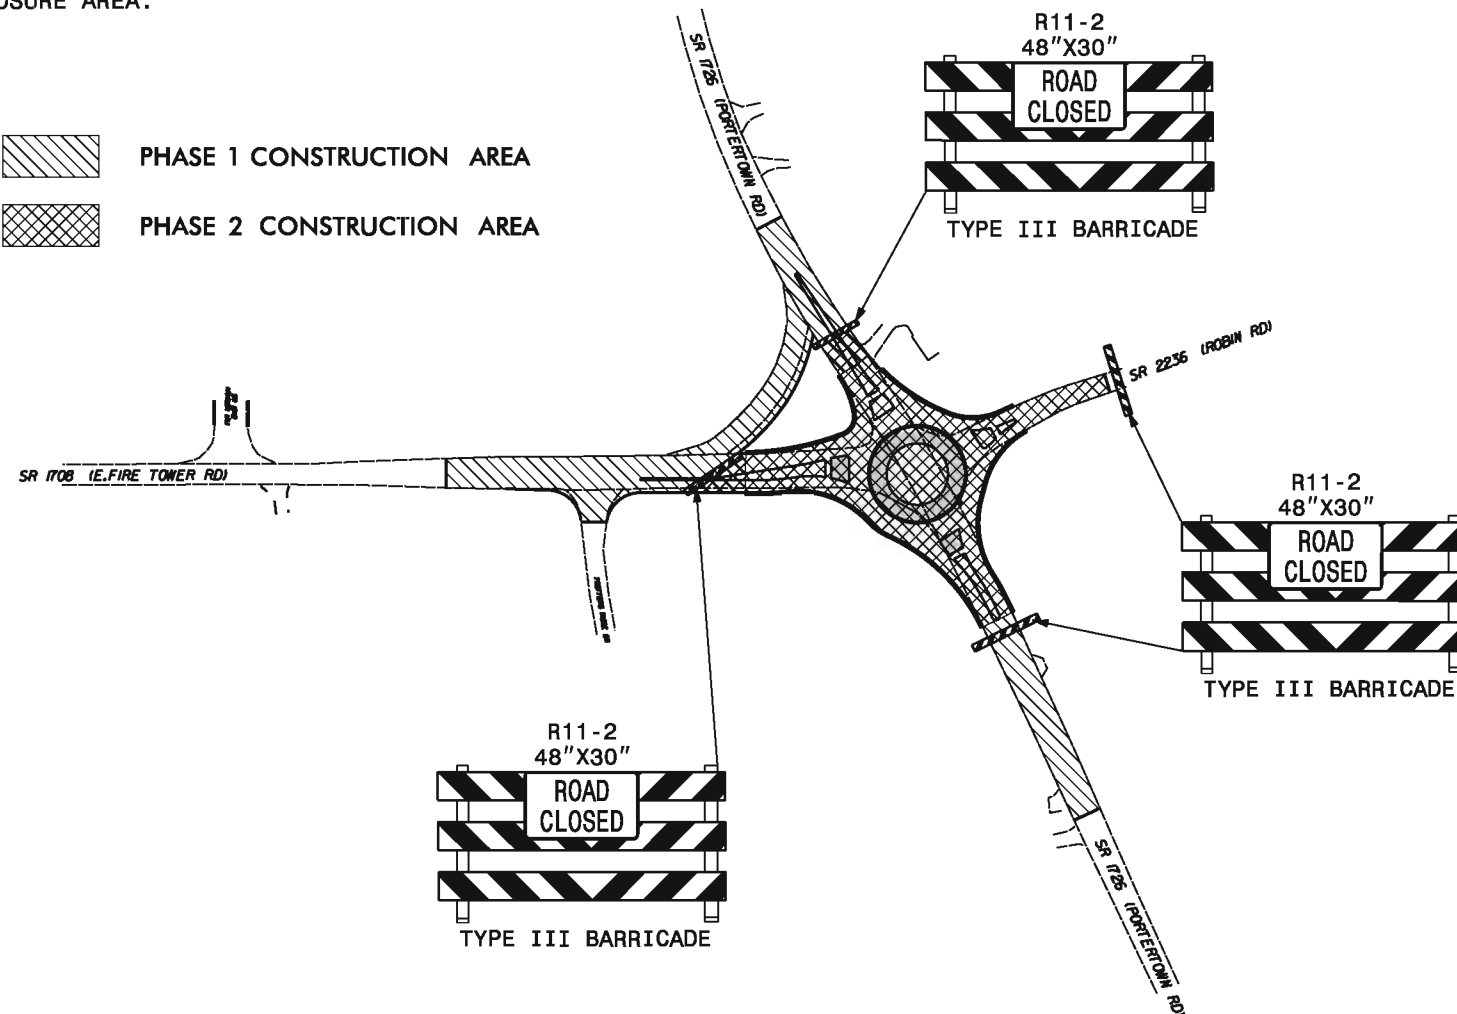 OSURE AREA.
R11-2
48"X30"
ROAD
CLOSED
TYPE III BARRICADE
SR 1726 (PORTERTOWN RD)
PHASE 1 CONSTRUCTION AREA
PHASE 2 CONSTRUCTION AREA
SR 2236 (ROBIN RD)
SR 1708 (E.FIRE TOWER RD)
R11-2
48"X30"
ROAD
CLOSED
TYPE III BARRICADE
R11-2
48"X30"
ROAD
CLOSED
TYPE III BARRICADE
SR 1726 (PORTERTOWN RD)